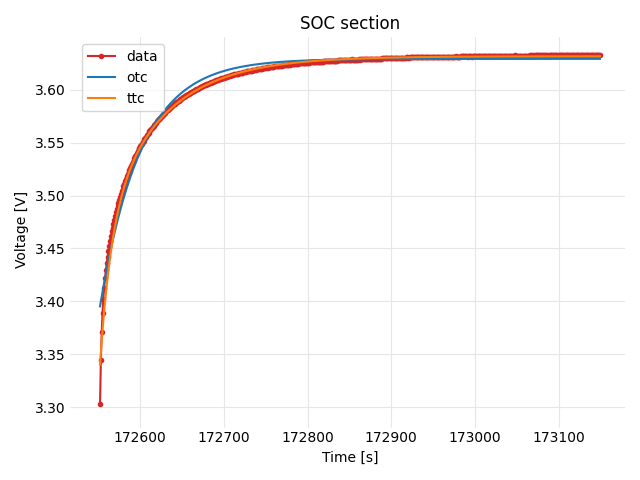 SOC section
data
otc
ttc
3.60
3.55
3.50
3.45
3.40
3.35
3.30
Voltage [V]
172600 172700 172800 172900 173000 173100
Time [s]